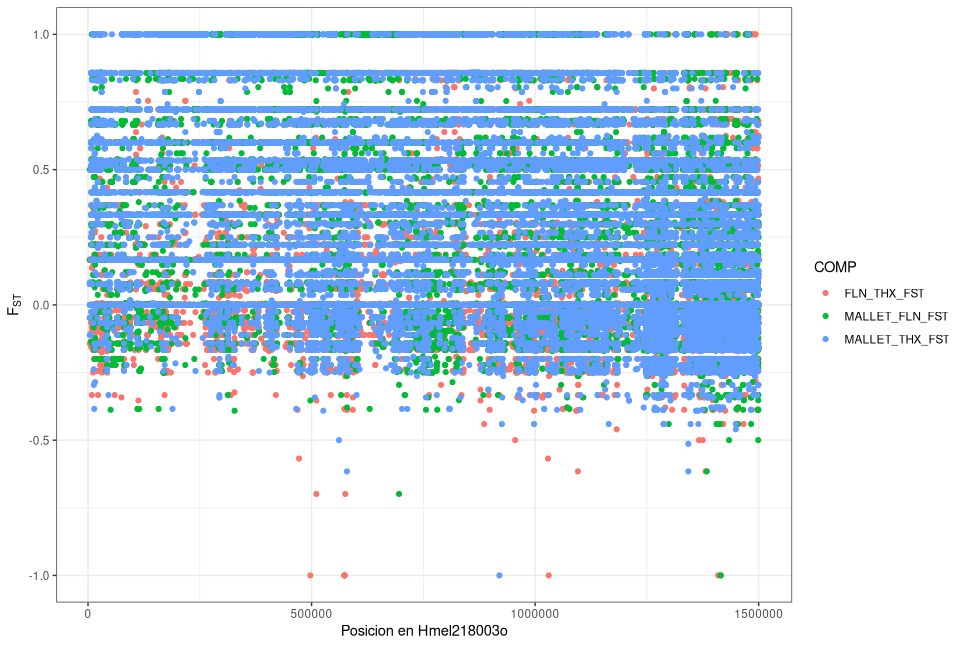 1.0
0.5
0.0
-0.5
-1.0
FST
0
500000
1000000
1500000
Posicion en Hmel218003o
COMP
FLN_THX_FST
MALLET_FLN_FST
MALLET_THX_FST